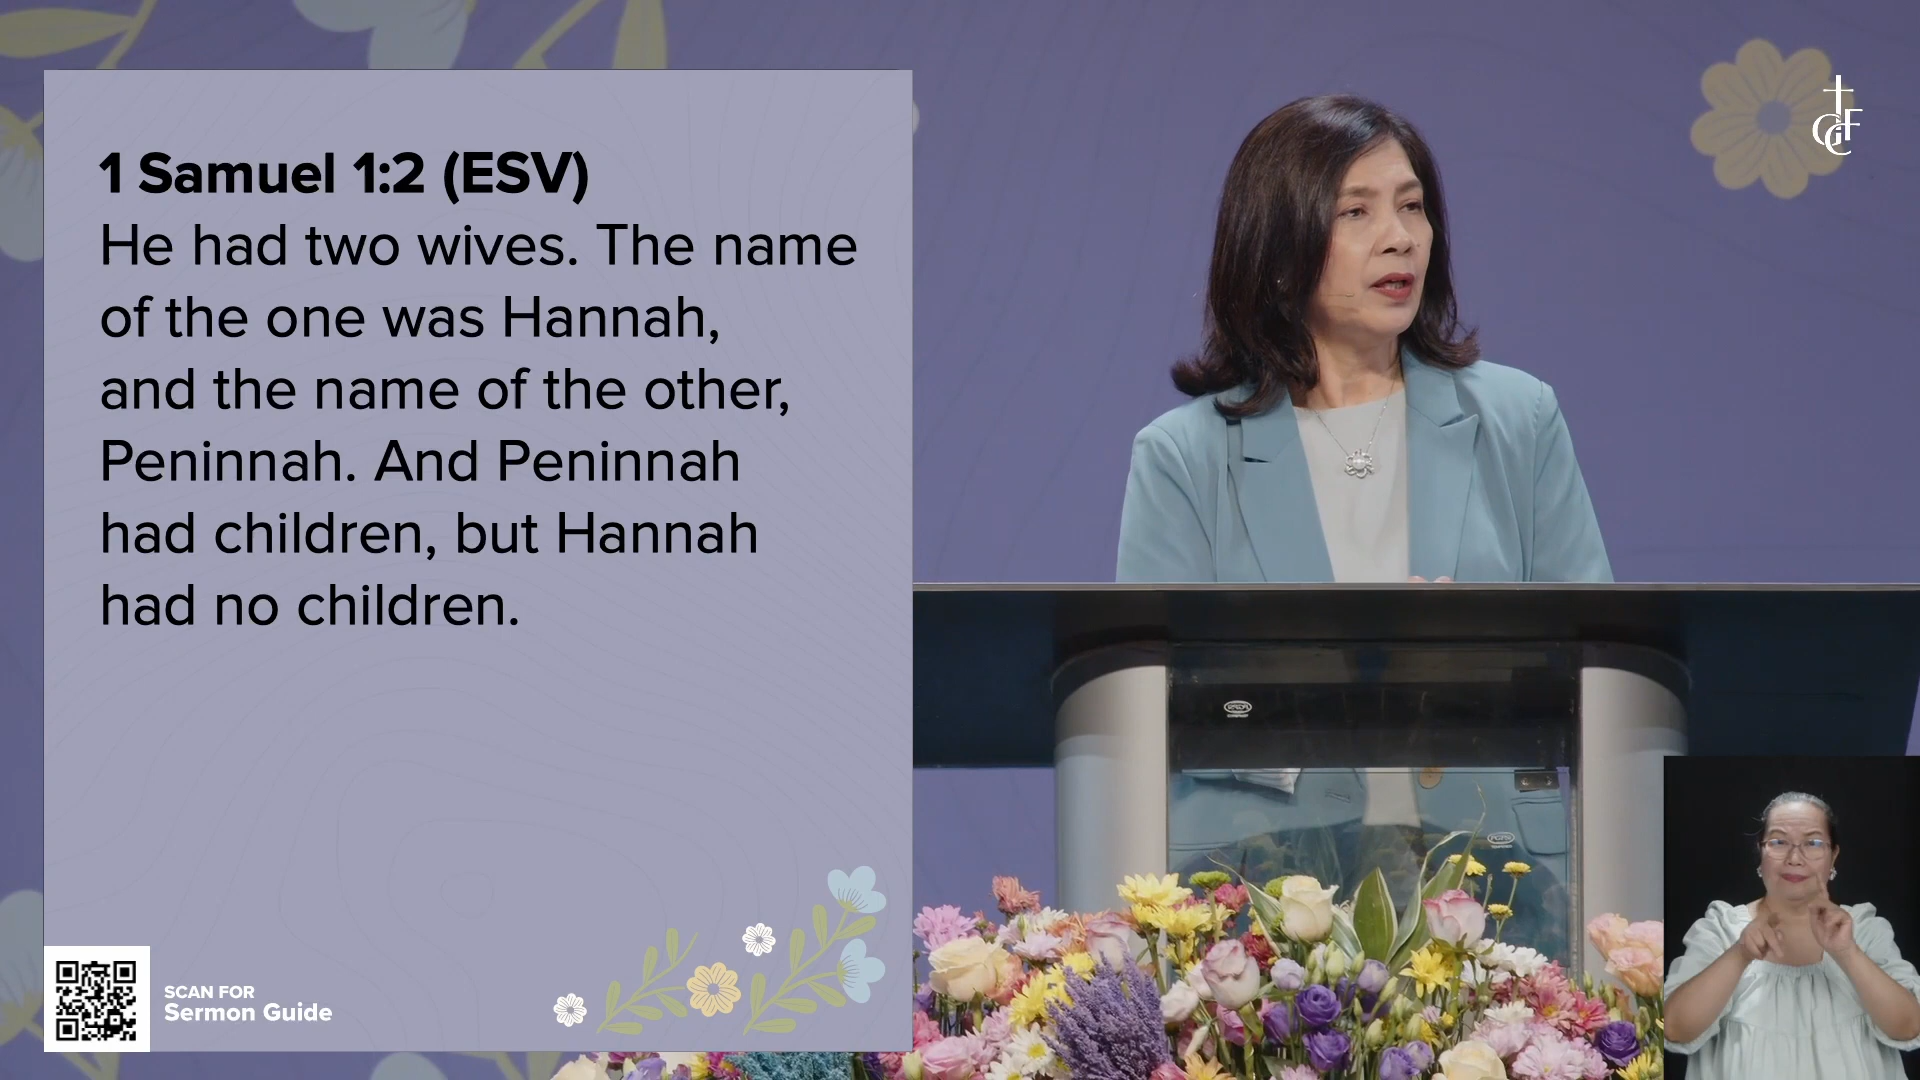 1 Samuel 1:2 (ESV)
He had two wives. The name
of the one was Hannah,
and the name of the other,
Peninnah. And Peninnah
had children, but Hannah
had no children.
SCAN FOR
Sermon Guide